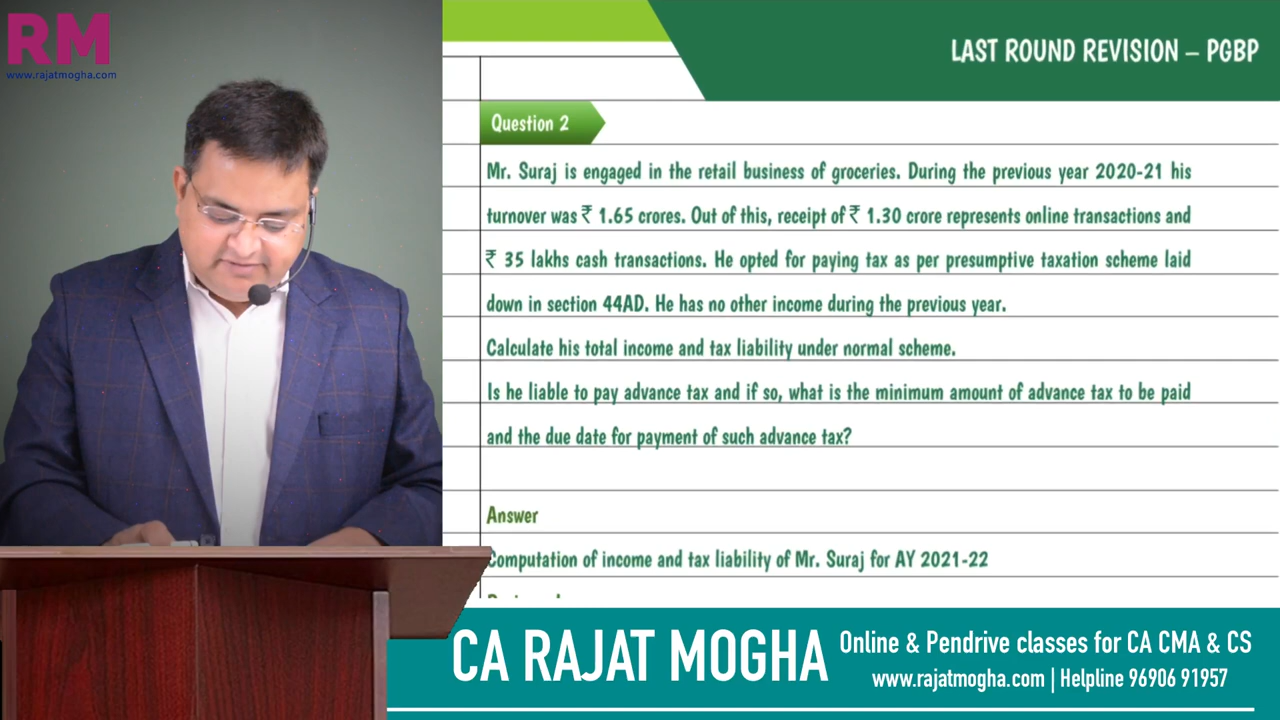 RM
www.rajatmogha.com
LAST ROUND REVISION – PGBP
Question 2
Mr. Suraj is engaged in the retail business of groceries. During the previous year 2020-21 his
turnover was ₹ 1.65 crores. Out of this, receipt of ₹ 1.30 crore represents online transactions and
₹ 35 lakhs cash transactions. He opted for paying tax as per presumptive taxation scheme laid
down in section 44AD. He has no other income during the previous year.
Calculate his total income and tax liability under normal scheme.
Is he liable to pay advance tax and if so, what is the minimum amount of advance tax to be paid
and the due date for payment of such advance tax?
Answer
Computation of income and tax liability of Mr. Suraj for AY 2021-22
CA RAJAT MOGHA
Online & Pendrive classes for CA CMA & CS
www.rajatmogha.com | Helpline 96906 91957